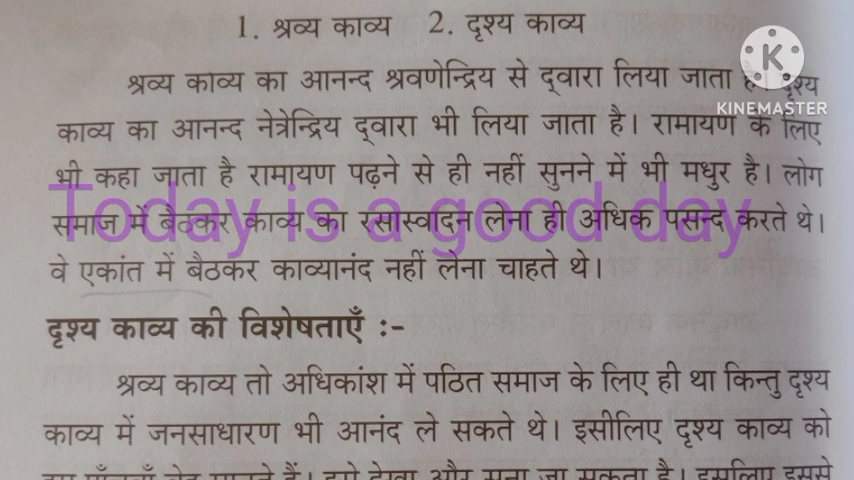 1. श्रव्य काव्य 2. दृश्य काव्य
श्रव्य काव्य का आनन्द श्रवणेन्द्रिय से द्वारा लिया जाता है। दृश्य
काव्य का आनन्द नेत्रेन्द्रिय द्वारा भी लिया जाता है। रामायण के लिए
भी कहा जाता है रामायण पढ़ने से ही नहीं सुनने में भी मधुर है। लोग
समाज में बैठकर काव्य का रसास्वादन लेना ही अधिक पसन्द करते थे।
वे एकांत में बैठकर काव्यानंद नहीं लेना चाहते थे।
दृश्य काव्य की विशेषताएँ :-
श्रव्य काव्य तो अधिकांश में पठित समाज के लिए ही था किन्तु दृश्य
काव्य में जनसाधारण भी आनंद ले सकते थे। इसीलिए दृश्य काव्य को
KINEMASTER
Today is a good day